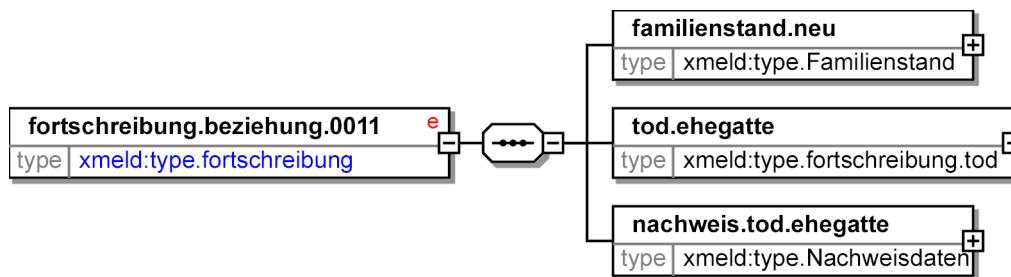 familienstand.neu
type xmeld:type.Familienstand
fortschreibung.beziehung.0011 e
type xmeld:type.fortschreibung
tod.ehegatte
type xmeld:type.fortschreibung.tod
nachweis.tod.ehegatte
type xmeld:type.Nachweisdaten